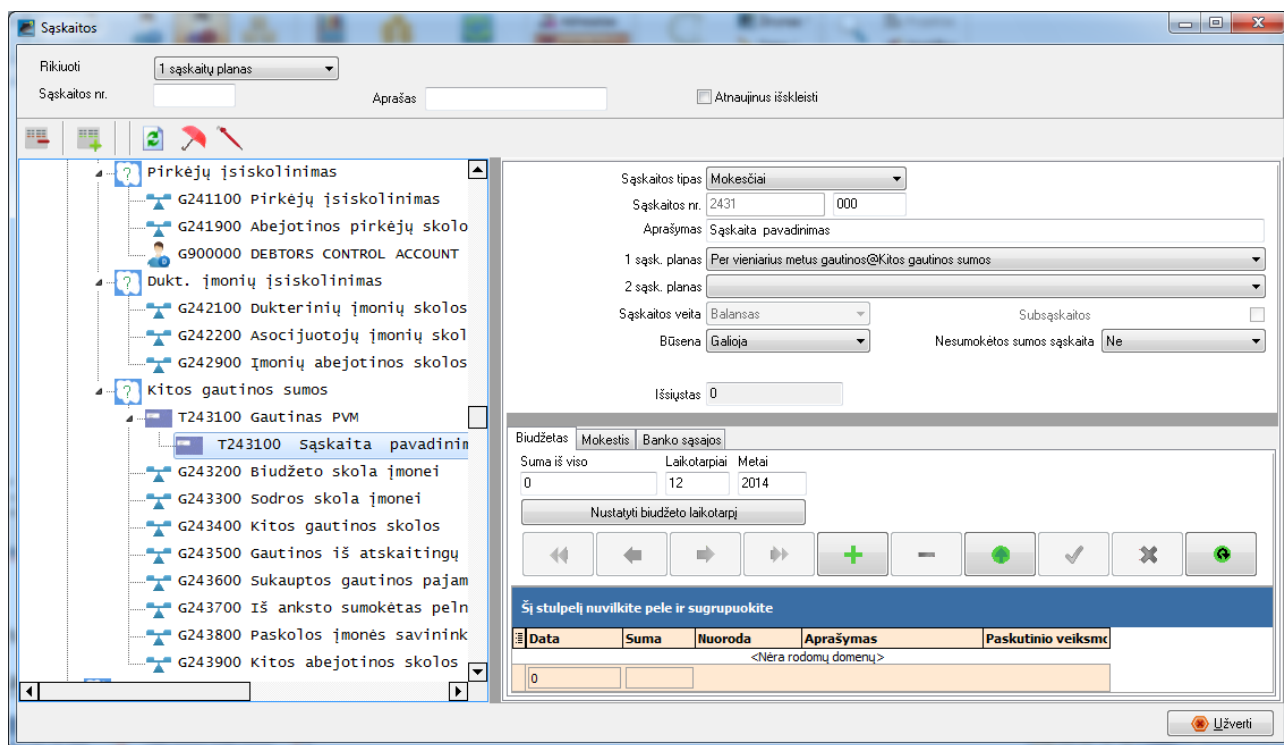 Sąskaitos
Rikiuoti 1 sąskaitų planas
Sąskaitos nr. Aprašas Atnaujinus išskleisti
Pirkėjų įsiskolinimas
G241100 Pirkėjų įsiskolinimas
G241900 Abejotinos pirkėjų skolo
G900000 DEBTORS CONTROL ACCOUNT
Dukt. įmonių įsiskolinimas
G242100 Dukterinių įmonių skolos
G242200 Asocijuotojų įmonių skol
G242900 Įmonių abejotinos skolos
Kitos gautinos sumos
T243100 Gautinas PVM
T243100 Sąskaita pavadinim
G243200 Biudžeto skola įmonei
G243300 Sodros skola įmonei
G243400 Kitos gautinos skolos
G243500 Gautinos iš atskaitingų
G243600 Sukauptos gautinos pajam
G243700 Iš anksto sumokėtas peln
G243800 Paskolos įmonės savinink
G243900 Kitos abejotinos skolos
Sąskaitos tipas Mokesčiai
Sąskaitos nr. 2431 000
Aprašymas Sąskaita pavadinimas
1 sąsk. planas Per vieniarius metus gautinos@Kitos gautinos sumos
2 sąsk. planas
Sąskaitos veita Balansas Subsąskaitos
Būsena Galioja Nesumokėtos sumos sąskaita Ne
Išsiųstas 0
Biudžetas Mokestis Banko sąsajos
Suma iš viso Laikotarpiai Metai
0 12 2014
Nustatyti biudžeto laikotarpį
Šį stulpelį nuvilkite pele ir sugrupuokite
Data Suma Nuoroda Aprašymas Paskutinio veiksmo
<Nėra rodomų domenų>
0
Užverti